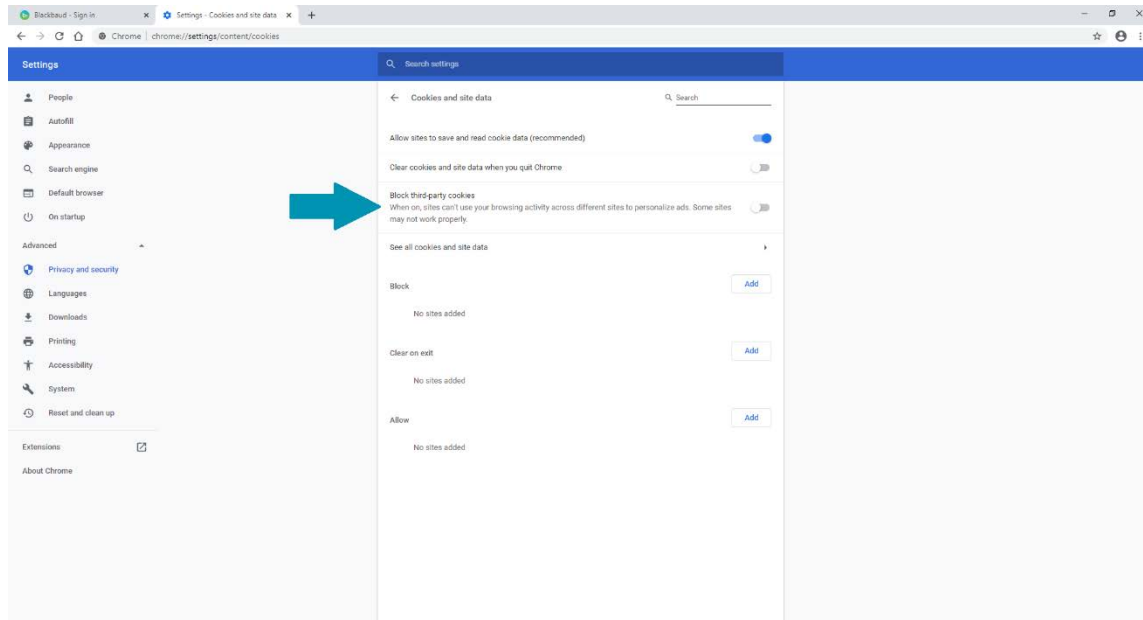 Blackbaud - Sign in
Settings - Cookies and site data
Chrome | chrome://settings/content/cookies
Settings
Search settings
People
Autofill
Appearance
Search engine
Default browser
On startup
Advanced
Privacy and security
Languages
Downloads
Printing
Accessibility
System
Reset and clean up
Extensions
About Chrome
Cookies and site data
Search
Allow sites to save and read cookie data (recommended)
Clear cookies and site data when you quit Chrome
Block third-party cookies
When on, sites can't use your browsing activity across different sites to personalize ads. Some sites
may not work properly.
See all cookies and site data
Block
Add
No sites added
Clear on exit
Add
No sites added
Allow
Add
No sites added